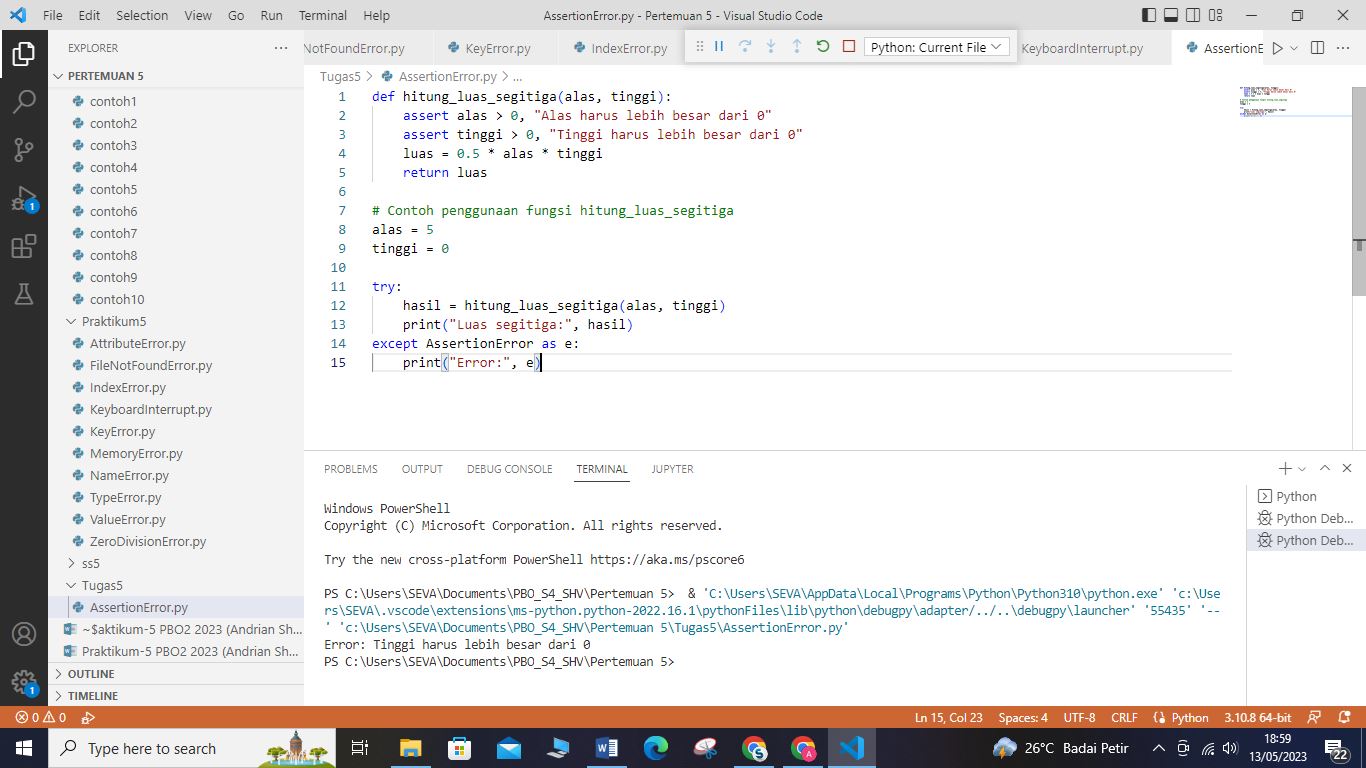 File Edit Selection View Go Run Terminal Help AssertionError.py - Pertemuan 5 - Visual Studio Code
EXPLORER
NotFoundError.py KeyError.py IndexError.py Python: Current File KeyboardInterrupt.py AssertionE
PERTEMUAN 5
contoh1
contoh2
contoh3
contoh4
contoh5
contoh6
contoh7
contoh8
contoh9
contoh10
Praktikum5
AttributeError.py
FileNotFoundError.py
IndexError.py
KeyboardInterrupt.py
KeyError.py
MemoryError.py
NameError.py
TypeError.py
ValueError.py
ZeroDivisionError.py
ss5
Tugas5
AssertionError.py
~$aktikum-5 PBO2 2023 (Andrian Sh...
Praktikum-5 PBO2 2023 (Andrian Sh...
OUTLINE
TIMELINE
1
1
Tugas5 > AssertionError.py > ...
1 def hitung_luas_segitiga(alas, tinggi):
2 assert alas > 0, "Alas harus lebih besar dari 0"
3 assert tinggi > 0, "Tinggi harus lebih besar dari 0"
4 luas = 0.5 * alas * tinggi
5 return luas
6
7 # Contoh penggunaan fungsi hitung_luas_segitiga
8 alas = 5
9 tinggi = 0
10
11 try:
12 hasil = hitung_luas_segitiga(alas, tinggi)
13 print("Luas segitiga:", hasil)
14 except AssertionError as e:
15 print("Error:", e)
PROBLEMS OUTPUT DEBUG CONSOLE TERMINAL JUPYTER
Windows PowerShell
Copyright (C) Microsoft Corporation. All rights reserved.
Try the new cross-platform PowerShell https://aka.ms/pscore6
PS C:\Users\SEVA\Documents\PBO_S4_SHV\Pertemuan 5>  & 'C:\Users\SEVA\AppData\Local\Programs\Python\Python310\python.exe' 'c:\Use
rs\SEVA\.vscode\extensions\ms-python.python-2022.16.1\pythonFiles\lib\python\debugpy\adapter/../..\debugpy\launcher' '55435' '--
' 'c:\Users\SEVA\Documents\PBO_S4_SHV\Pertemuan 5\Tugas5\AssertionError.py'
Error: Tinggi harus lebih besar dari 0
PS C:\Users\SEVA\Documents\PBO_S4_SHV\Pertemuan 5>
Python
Python Deb...
Python Deb...
0 0 Ln 15, Col 23 Spaces: 4 UTF-8 CRLF Python 3.10.8 64-bit
Type here to search 26°C Badai Petir 18:59
13/05/2023
22